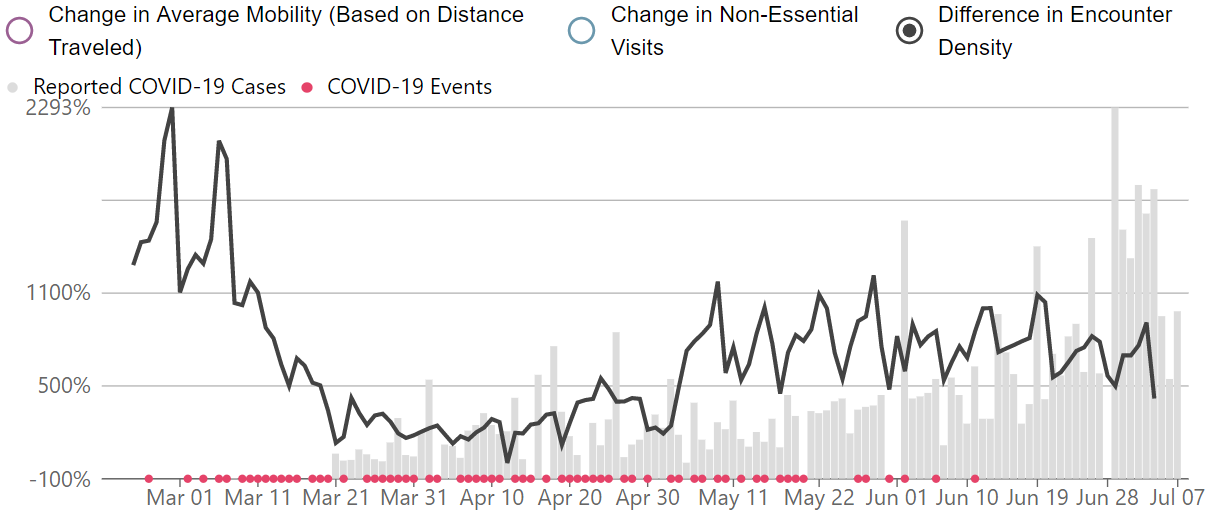 Change in Average Mobility (Based on Distance
Traveled)
Change in Non-Essential
Visits
Difference in Encounter
Density
Reported COVID-19 Cases
COVID-19 Events
2293%
1100%
500%
-100%
Mar 01 Mar 11 Mar 21 Mar 31 Apr 10 Apr 20 Apr 30 May 11 May 22 Jun 01 Jun 10 Jun 19 Jun 28 Jul 07